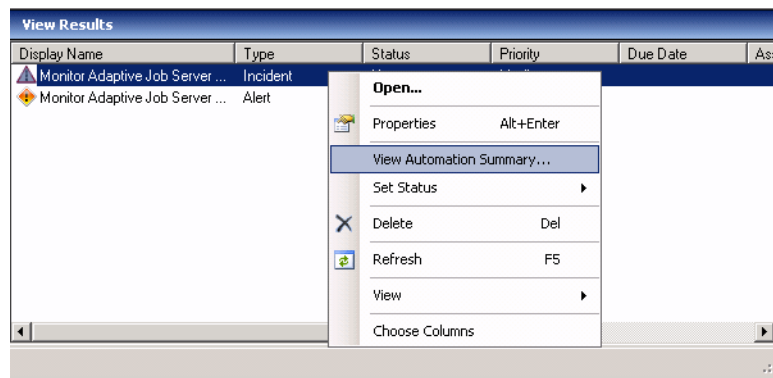 View Results
Display Name Type Status Priority Due Date
Monitor Adaptive Job Server ... Incident
Monitor Adaptive Job Server ... Alert
Open...
Properties Alt+Enter
View Automation Summary...
Set Status
Delete Del
Refresh F5
View
Choose Columns